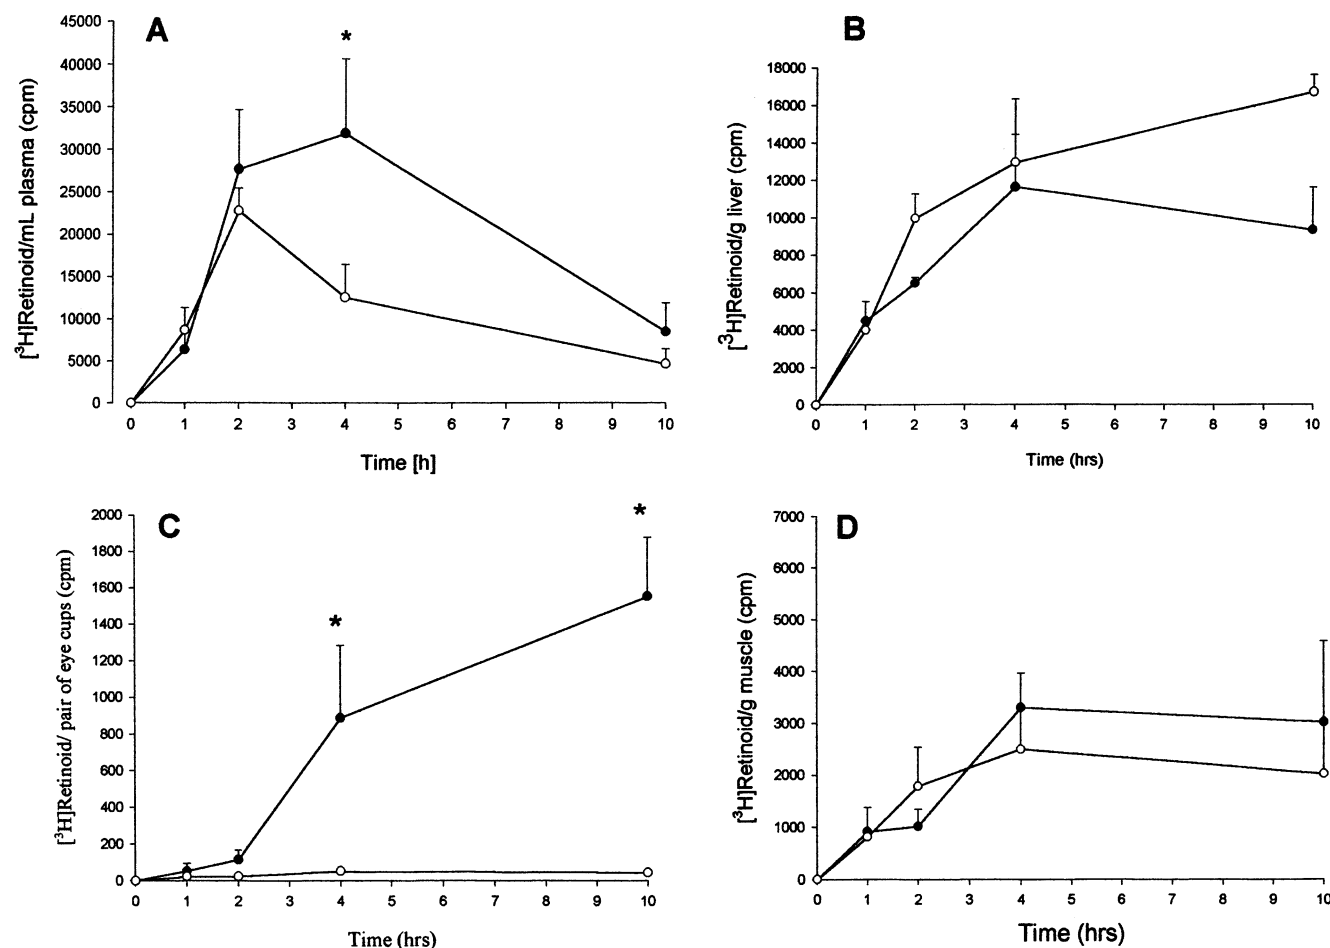 A
*
45000
40000
35000
30000
25000
20000
15000
10000
5000
0
[³H]Retinoid/mL plasma (cpm)
0 1 2 3 4 5 6 7 8 9 10
Time [h]
B
18000
16000
14000
12000
10000
8000
6000
4000
2000
0
[³H]Retinoid/g liver (cpm)
0 1 2 3 4 5 6 7 8 9 10
Time (hrs)
C
*
*
2000
1800
1600
1400
1200
1000
800
600
400
200
0
[³H]Retinoid/ pair of eye cups (cpm)
0 1 2 3 4 5 6 7 8 9 10
Time (hrs)
D
7000
6000
5000
4000
3000
2000
1000
0
[³H]Retinoid/g muscle (cpm)
0 1 2 3 4 5 6 7 8 9 10
Time (hrs)